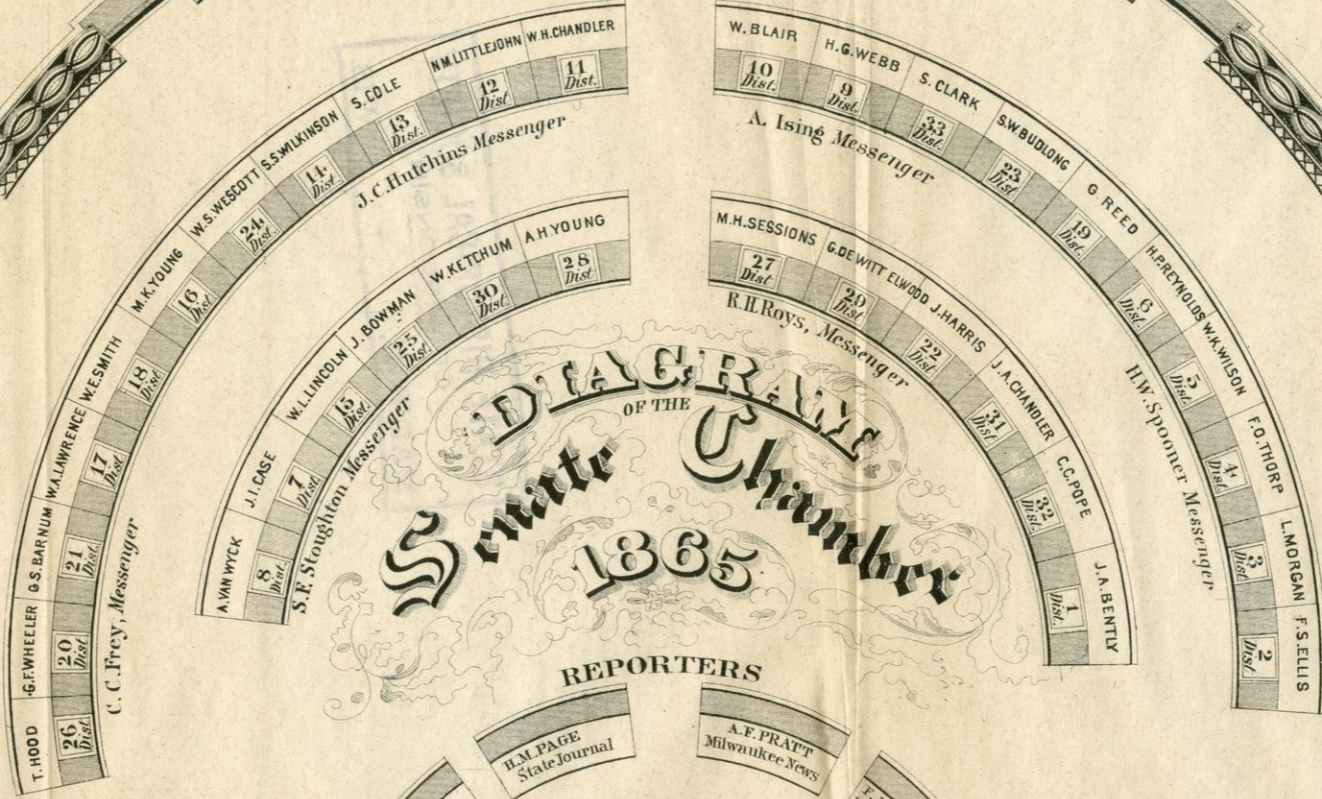 T. HOOD
26 Dist.
G.F. WHEELER
20 Dist.
G S. BARNUM
21 Dist.
W.A. LAWRENCE
17 Dist.
W.E. SMITH
18 Dist.
M.K. YOUNG
16 Dist.
W. S. WESCOTT
24 Dist.
S.S. WILKINSON
14 Dist.
S. COLE
13 Dist.
N M. LITTLEJOHN
12 Dist.
W. H. CHANDLER
11 Dist.
W. BLAIR
10 Dist.
H. G. WEBB
9 Dist.
S. CLARK
33 Dist.
S.W. BUDLONG
23 Dist.
G REED
19 Dist.
H.P. REYNOLDS
6 Dist.
W. K. WILSON
5 Dist.
F. O. THORP
4 Dist.
L. MORGAN
3 Dist.
F. S. ELLIS
2 Dist.
C. C. Frey, Messenger
J. C. Hutchins Messenger
A. Ising Messenger
H.W. Spooner Messenger
A. VAN WYCK
8 Dist.
J. I. CASE
7 Dist.
W. L. LINCOLN
15 Dist.
J. BOWMAN
25 Dist.
W. KETCHUM
30 Dist.
A H. YOUNG
28 Dist.
M. H. SESSIONS
27 Dist.
G. DEWITT ELWOOD
29 Dist.
J. HARRIS
22 Dist.
J. A. CHANDLER
31 Dist.
C. C. POPE
32 Dist.
J. A. BENTLY
1 Dist.
S. E. Stoughton Messenger
R. H. Roys, Messenger
DIAGRAM
OF THE
Senate Chamber
1865
REPORTERS
H. M. PAGE
State Journal
A. F. PRATT
Milwaukee News